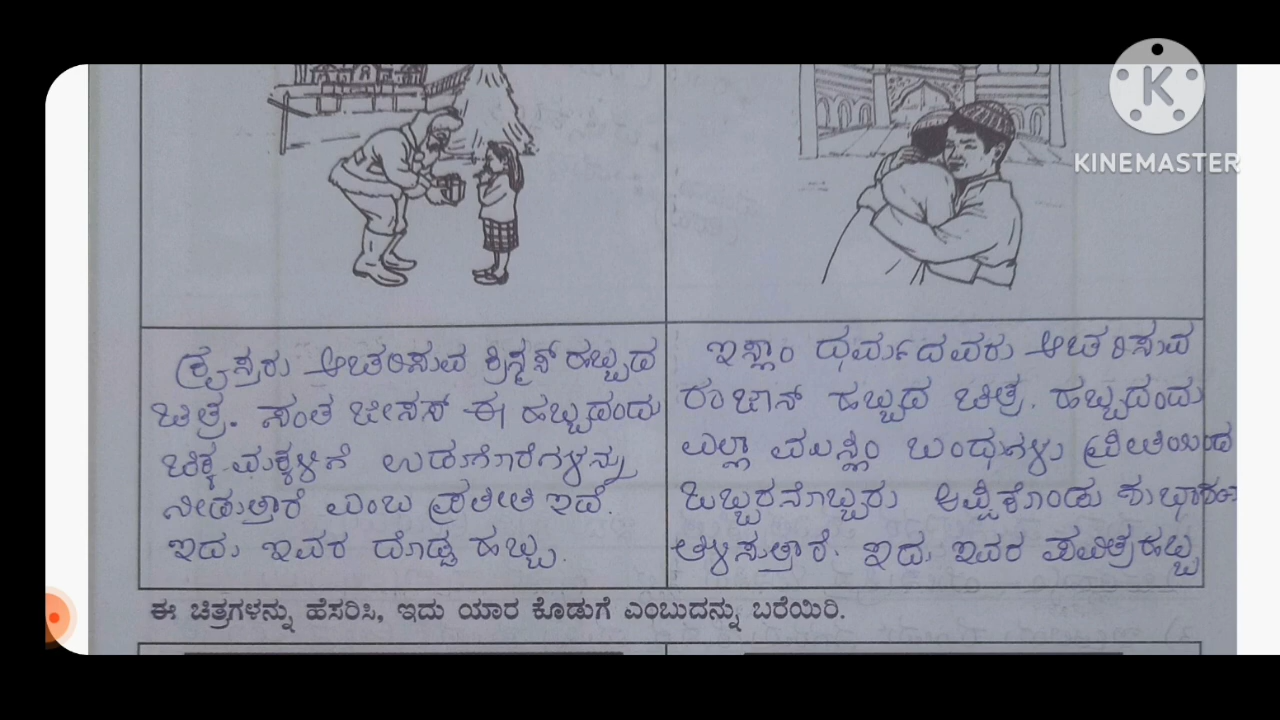 KINEMASTER
ಕ್ರೈಸ್ತರು ಆಚರಿಸುವ ಕ್ರಿಸ್ಮಸ್ ಹಬ್ಬದ
ಚಿತ್ರ. ಸಂತ ಜೀಸಸ್ ಈ ಹಬ್ಬದಂದು
ಚಿಕ್ಕ ಮಕ್ಕಳಿಗೆ ಉಡುಗೊರೆಗಳನ್ನು
ನೀಡುತ್ತಾರೆ ಎಂಬ ಪ್ರತೀತಿ ಇದೆ.
ಇದು ಇವರ ದೊಡ್ಡ ಹಬ್ಬ.
ಇಸ್ಲಾಂ ಧರ್ಮದವರು ಆಚರಿಸುವ
ರಂಜಾನ್ ಹಬ್ಬದ ಚಿತ್ರ. ಹಬ್ಬದಂದು
ಎಲ್ಲಾ ಮುಸ್ಲಿಂ ಬಂಧುಗಳು ಪ್ರೀತಿಯಿಂದ
ಒಬ್ಬರನೊಬ್ಬರು ಅಪ್ಪಿಕೊಂಡು
ಇದು ಇವರ ಪವಿತ್ರಹಬ್ಬ
ಈ ಚಿತ್ರಗಳನ್ನು ಹೆಸರಿಸಿ, ಇದು ಯಾರ ಕೊಡುಗೆ ಎಂಬುದನ್ನು ಬರೆಯಿರಿ.